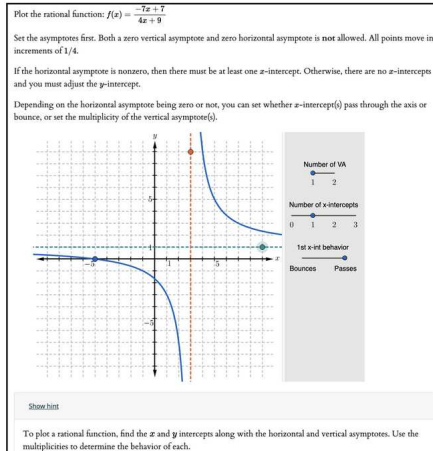 Plot the rational function: f(x) = (-7x + 7)/(4x + 9)
Set the asymptotes first. Both a zero vertical asymptote and zero horizontal asymptote is not allowed. All points move in
increments of 1/4.
If the horizontal asymptote is nonzero, then there must be at least one x-intercept. Otherwise, there are no x-intercepts
and you must adjust the y-intercept.
Depending on the horizontal asymptote being zero or not, you can set whether x-intercept(s) pass through the axis or
bounce, or set the multiplicity of the vertical asymptote(s).
y
5
1
-5
1
5
x
-5
Number of VA
1 2
Number of x-intercepts
0 1 2 3
1st x-int behavior
Bounces Passes
Show hint
To plot a rational function, find the x and y intercepts along with the horizontal and vertical asymptotes. Use the
multiplicities to determine the behavior of each.